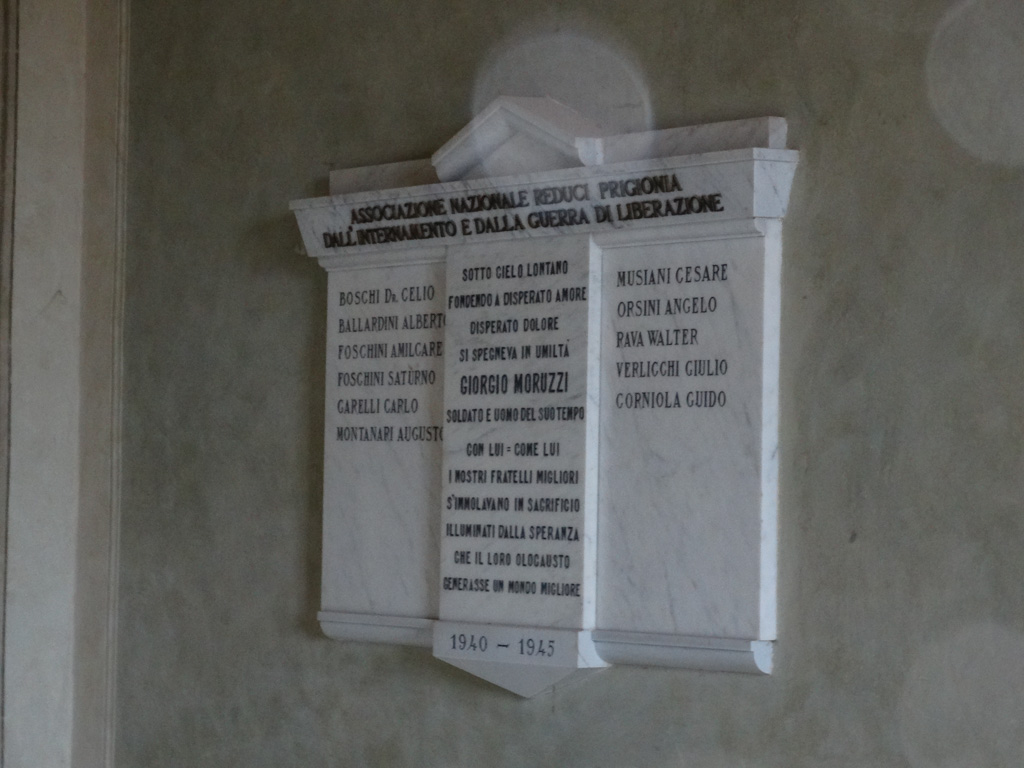 ASSOCIAZIONE NAZIONALE REDUCI PRIGIONIA
DALL'INTERNAMENTO E DALLA GUERRA DI LIBERAZIONE
BOSCHI Dr. CELIO
BALLARDINI ALBERTO
FOSCHINI AMILCARE
FOSCHINI SATURNO
GARELLI CARLO
MONTANARI AUGUSTO
SOTTO CIELO LONTANO
FONDENDO A DISPERATO AMORE
DISPERATO DOLORE
SI SPEGNEVA IN UMILTÀ
GIORGIO MORUZZI
SOLDATO E UOMO DEL SUO TEMPO
CON LUI = COME LUI
I NOSTRI FRATELLI MIGLIORI
S'IMMOLAVANO IN SACRIFICIO
ILLUMINATI DALLA SPERANZA
CHE IL LORO OLOCAUSTO
GENERASSE UN MONDO MIGLIORE
MUSIANI CESARE
ORSINI ANGELO
RAVA WALTER
VERLICCHI GIULIO
CORNIOLA GUIDO
1940 - 1945